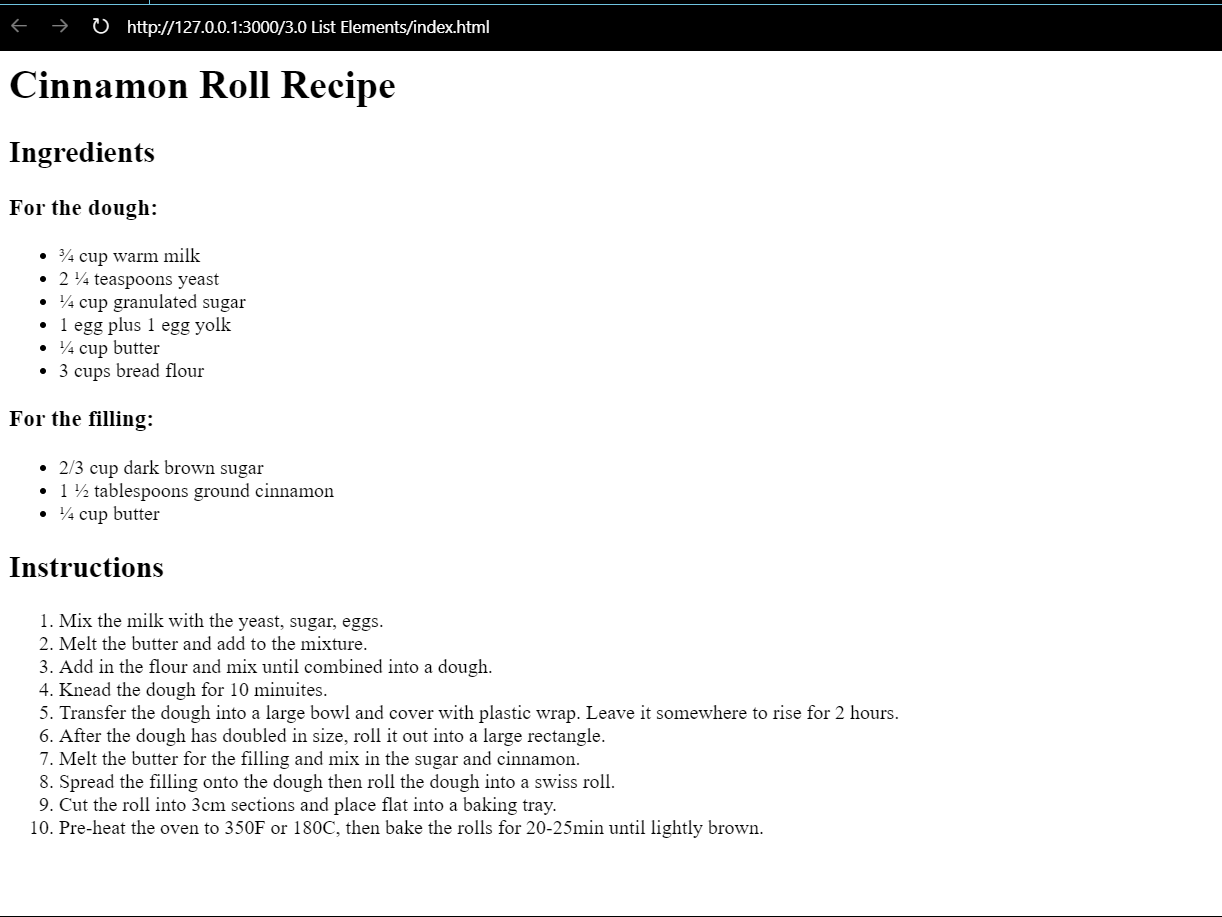 http://127.0.0.1:3000/3.0 List Elements/index.html
Cinnamon Roll Recipe
Ingredients
For the dough:
• ¾ cup warm milk
• 2 ¼ teaspoons yeast
• ¼ cup granulated sugar
• 1 egg plus 1 egg yolk
• ¼ cup butter
• 3 cups bread flour
For the filling:
• 2/3 cup dark brown sugar
• 1 ½ tablespoons ground cinnamon
• ¼ cup butter
Instructions
1. Mix the milk with the yeast, sugar, eggs.
2. Melt the butter and add to the mixture.
3. Add in the flour and mix until combined into a dough.
4. Knead the dough for 10 minuites.
5. Transfer the dough into a large bowl and cover with plastic wrap. Leave it somewhere to rise for 2 hours.
6. After the dough has doubled in size, roll it out into a large rectangle.
7. Melt the butter for the filling and mix in the sugar and cinnamon.
8. Spread the filling onto the dough then roll the dough into a swiss roll.
9. Cut the roll into 3cm sections and place flat into a baking tray.
10. Pre-heat the oven to 350F or 180C, then bake the rolls for 20-25min until lightly brown.